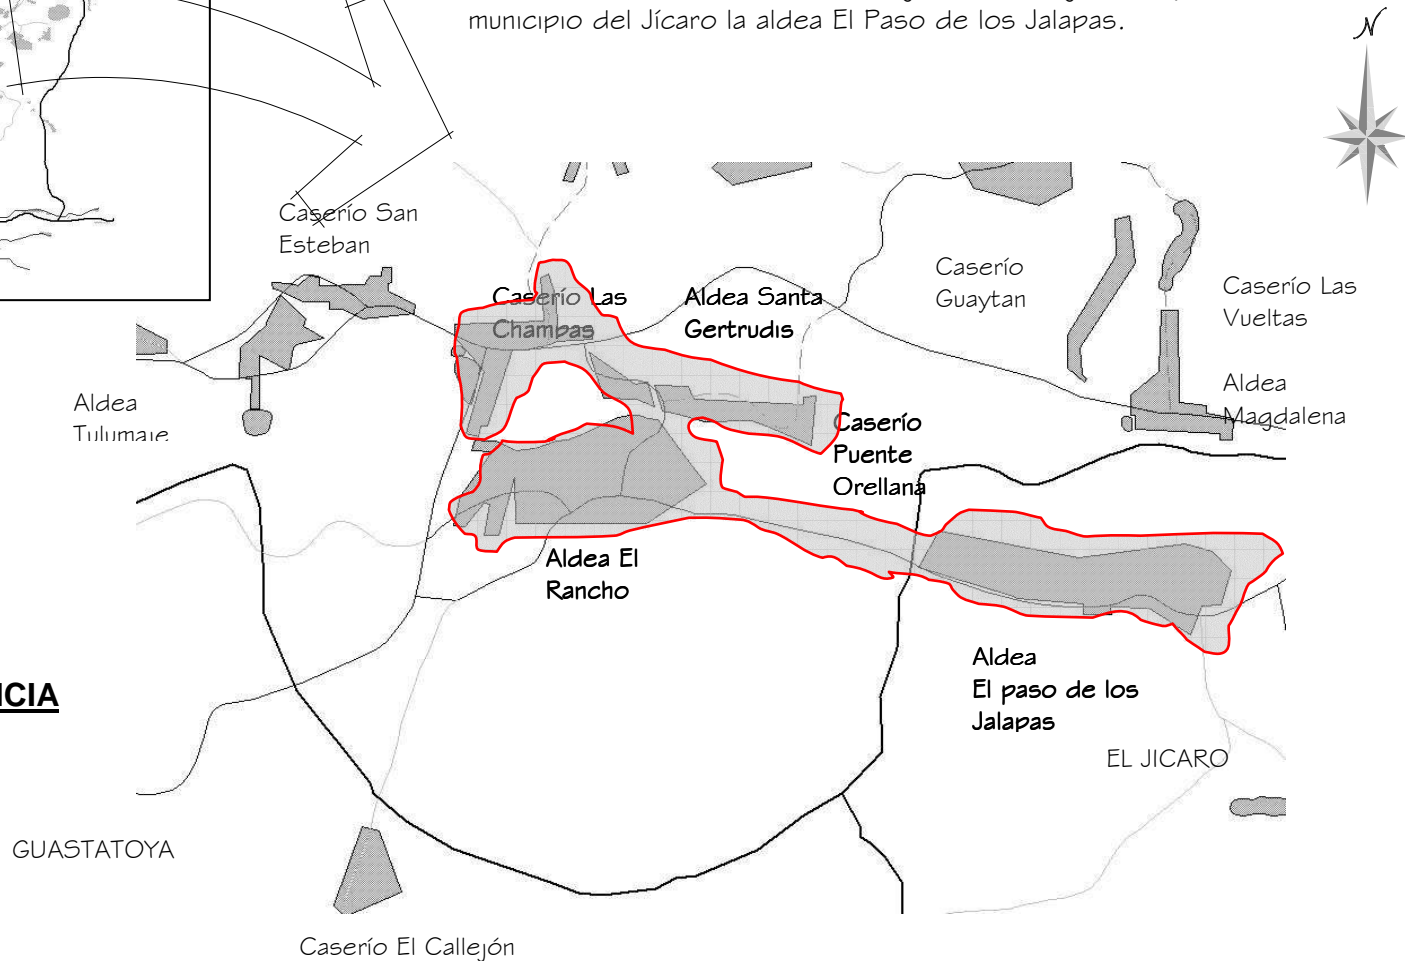 municipio del Jícaro la aldea El Paso de los Jalapas.
N
Caserío San
Esteban
Caserío Las
Chambas
Aldea Santa
Gertrudis
Caserío
Guaytan
Caserío Las
Vueltas
Aldea
Tulumaje
Aldea
Magdalena
Caserío
Puente
Orellana
Aldea El
Rancho
Aldea
El paso de los
Jalapas
NCIA
EL JICARO
GUASTATOYA
Caserío El Callejón